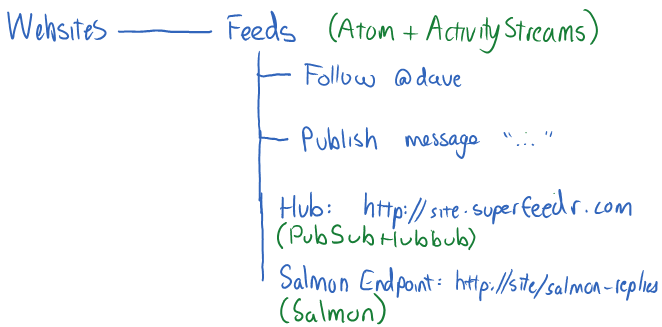 Websites Feeds (Atom + ActivityStreams)
Follow @dave
Publish message "..."
Hub: http://site.superfeedr.com
(PubSubHubbub)
Salmon Endpoint: http://site/salmon-replies
(Salmon)